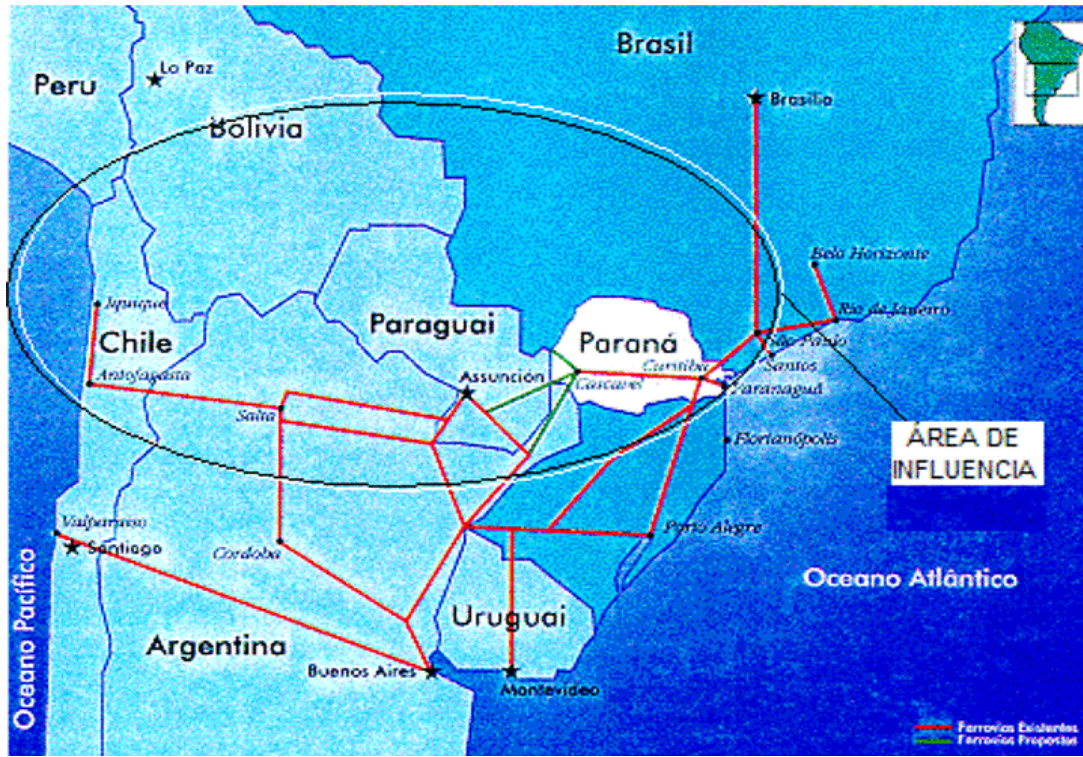 Brasil
La Paz
Peru
Brasília
Bolivia
Belo Horizonte
Iquique
Rio de Janeiro
Paraguai
Chile
Paraná
São Paulo
Curitiba
Santos
Antofagasta
Assunción
Cascavel
Paranaguá
Salta
ÁREA DE
INFLUENCIA
Florianópolis
Valparaiso
Santiago
Cordoba
Porto Alegre
Oceano Pacífico
Oceano Atlântico
Uruguai
Argentina
Buenos Aires
Montevideo
Ferrovias Existentes
Ferrovias Propostas